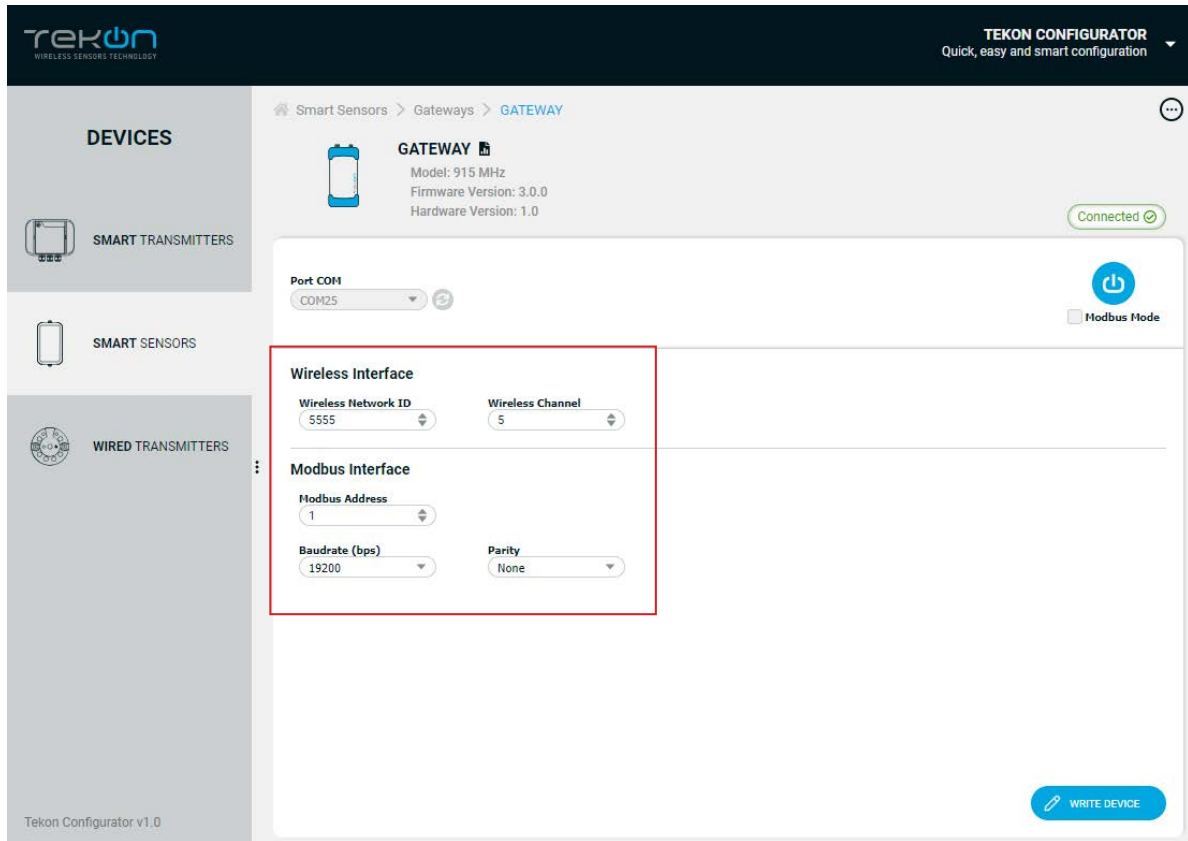 TEKON
WIRELESS SENSORS TECHNOLOGY
TEKON CONFIGURATOR
Quick, easy and smart configuration
DEVICES
SMART TRANSMITTERS
SMART SENSORS
WIRED TRANSMITTERS
Tekon Configurator v1.0
Smart Sensors > Gateways > GATEWAY
GATEWAY
Model: 915 MHz
Firmware Version: 3.0.0
Hardware Version: 1.0
Connected
Port COM
COM25
Modbus Mode
Wireless Interface
Wireless Network ID Wireless Channel
5555 5
Modbus Interface
Modbus Address
1
Baudrate (bps) Parity
19200 None
WRITE DEVICE